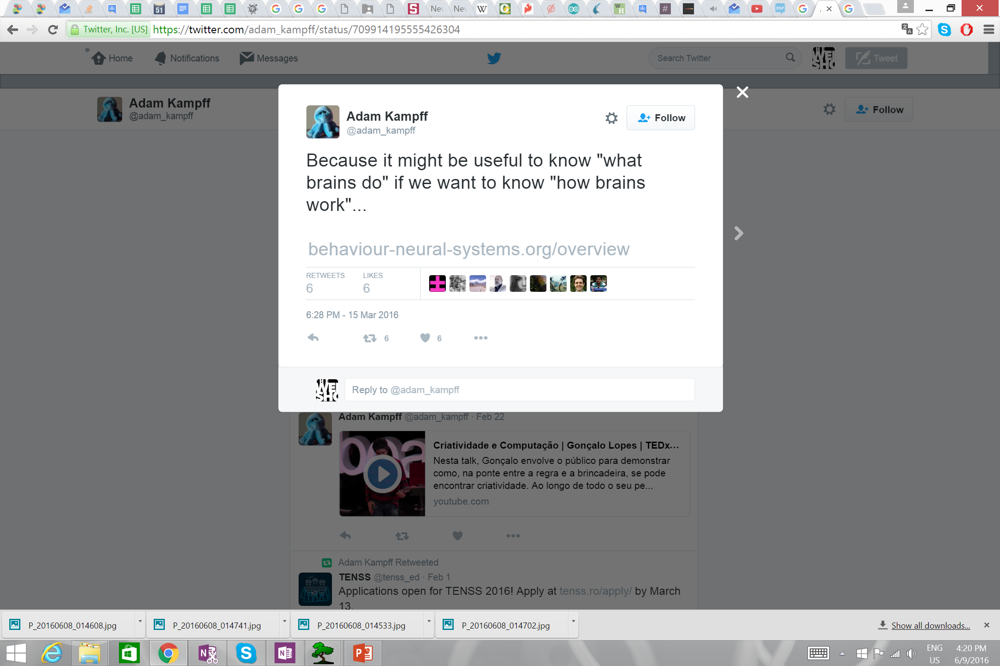 51
S
Nev
Nev
W
C
WH
#
DSP
Twitter, Inc. [US]
https://twitter.com/adam_kampff/status/709914195555426304
Home
Notifications
Messages
Search Twitter
Tweet
Adam Kampff
@adam_kampff
Follow
Adam Kampff
@adam_kampff
Follow
Because it might be useful to know "what
brains do" if we want to know "how brains
work"...
behaviour-neural-systems.org/overview
RETWEETS
6
LIKES
6
6:28 PM - 15 Mar 2016
6
6
Reply to @adam_kampff
Adam Kampff @adam_kampff · Feb 22
Criatividade e Computação | Gonçalo Lopes | TEDx...
Nesta talk, Gonçalo envolve o público para demonstrar
como, na ponte entre a regra e a brincadeira, se pode
encontrar criatividade. Ao longo de todo o seu pe...
youtube.com
Adam Kampff Retweeted
TENSS @tenss_ed · Feb 1
Applications open for TENSS 2016! Apply at tenss.ro/apply/ by March
13.
P_20160608_014608.jpg
P_20160608_014741.jpg
P_20160608_014533.jpg
P_20160608_014702.jpg
Show all downloads...
ENG
US
4:20 PM
6/9/2016